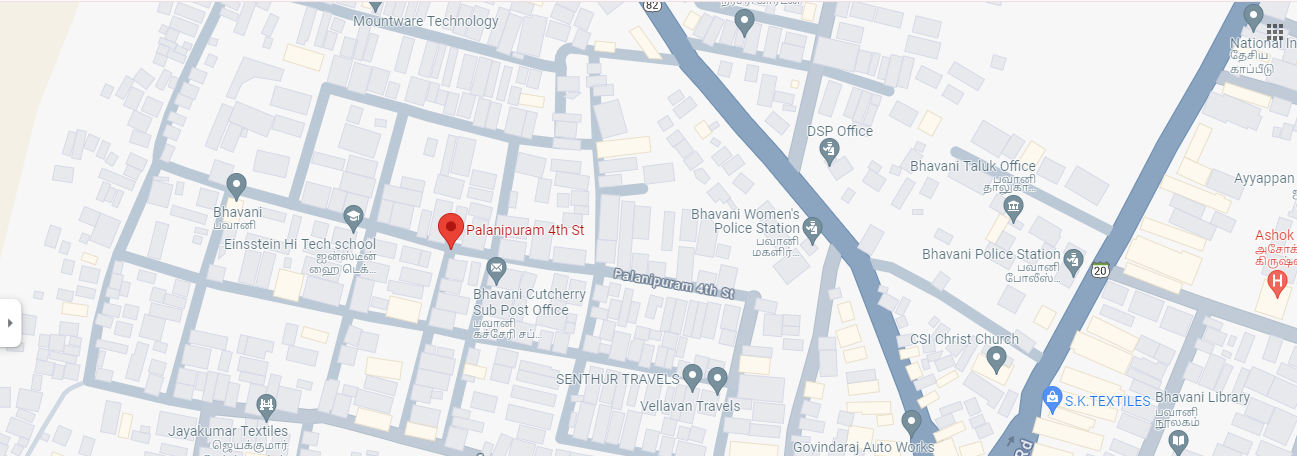 82
Mountware Technology
National In
தேசிய
காப்பீடு
DSP Office
Bhavani Taluk Office
பவானி
தாலுகா...
Ayyappan
Bhavani
பவானி
Palanipuram 4th St
Bhavani Women's
Police Station
பவானி
மகளிர்...
Einsstein Hi Tech school
ஐன்ஸ்டீன்
ஹை டெக்...
Ashok
அசோக்
கிருஷ்
H
Bhavani Police Station
பவானி
போலீஸ்...
20
Palanipuram 4th St
Bhavani Cutcherry
Sub Post Office
பவானி
கச்சேரி சப்...
CSI Christ Church
SENTHUR TRAVELS
Vellavan Travels
S.K.TEXTILES
Bhavani Library
பவானி
நூலகம்
Jayakumar Textiles
ஜெயக்குமார்
Govindaraj Auto Works
Rd